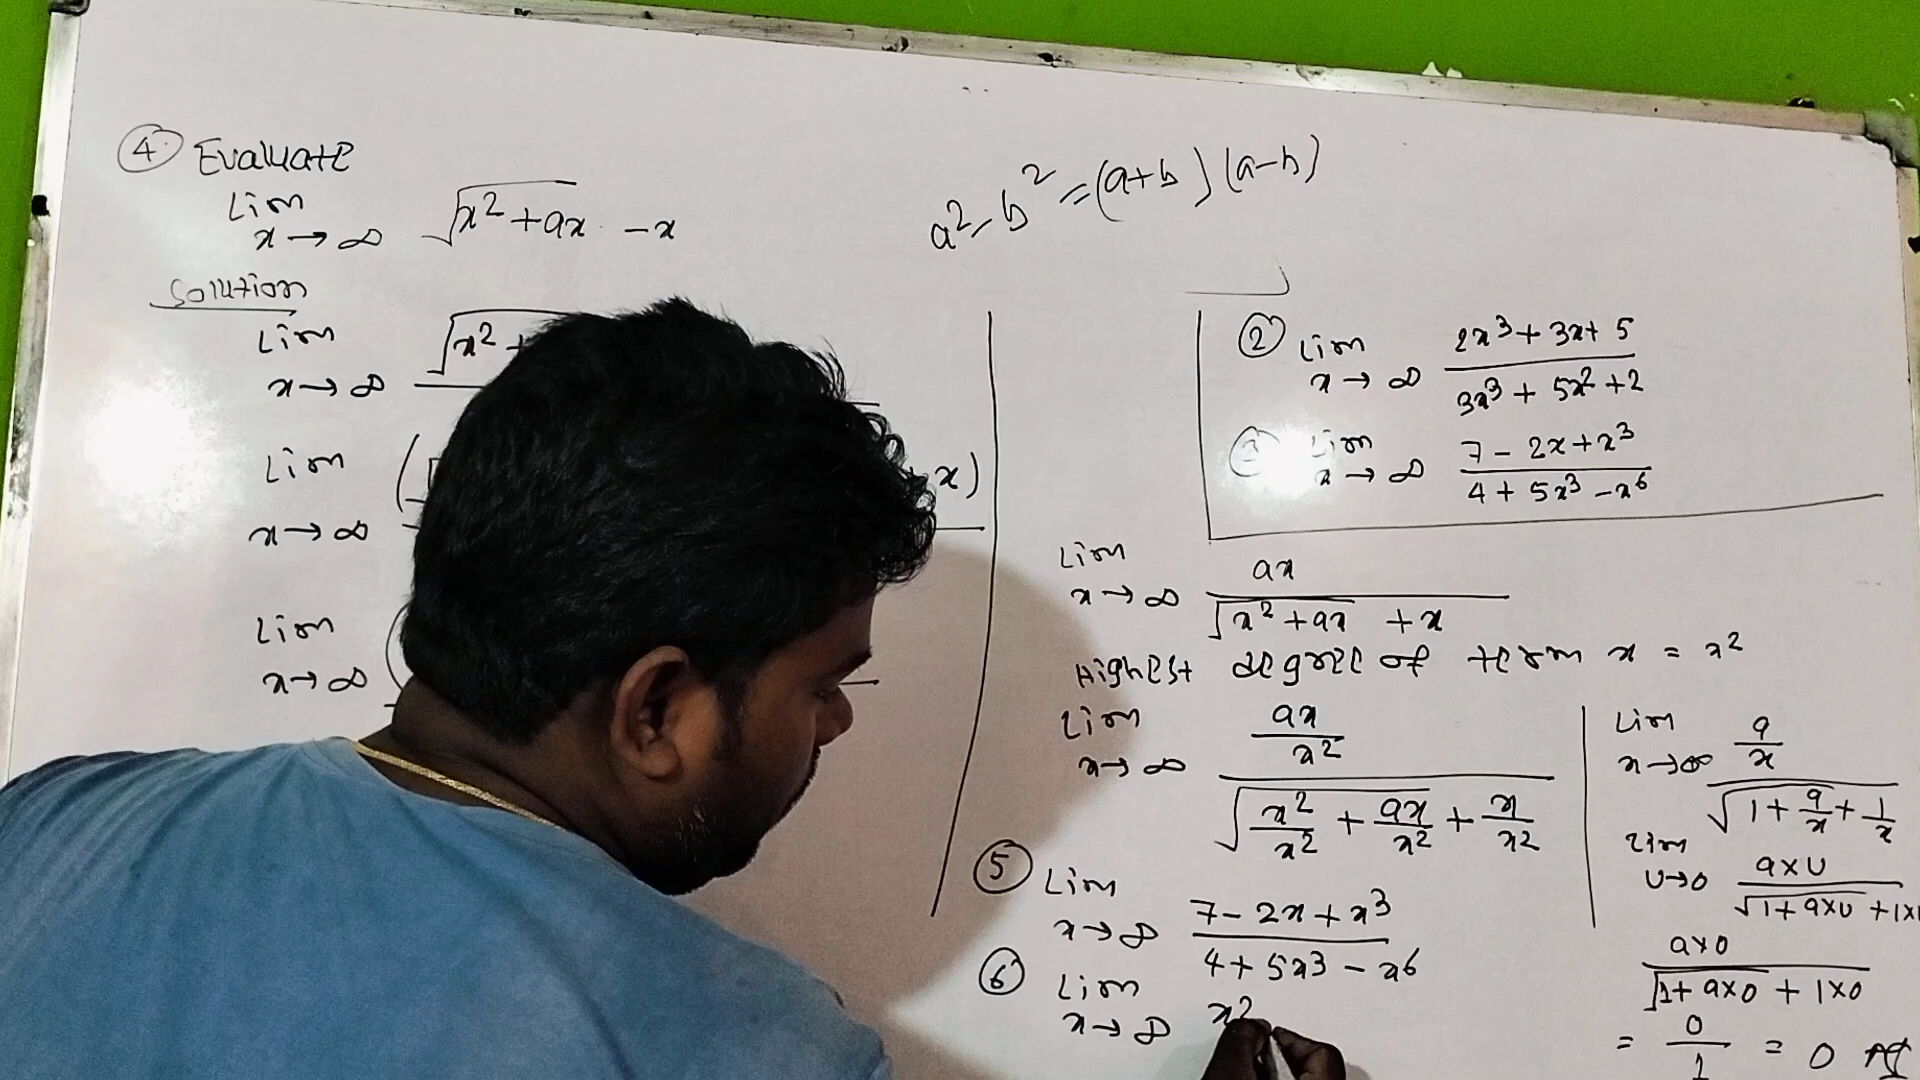 ④ Evaluate
Lim x→∞ √(x²+ax) -x
Solution
Lim x→∞ √x²+
Lim x→∞ ( x)
Lim x→∞ (
a²-b²=(a+b)(a-b)
② Lim x→∞ (2x³+3x+5)/(3x³+5x²+2)
③ Lim x→∞ (7-2x+x³)/(4+5x³-x⁶)
Lim x→∞ ax/(√(x²+ax) +x)
Highest degree of term x = x²
Lim x→∞ (ax/x²)/√(x²/x²+ax/x²+x/x²)
⑤ Lim x→∞ (7-2x+x³)/(4+5x³-x⁶)
⑥ Lim x→∞ x²
Lim x→∞ (a/x)/√(1+a/x+1/x)
Lim U→0 (a×U)/(√(1+a×U)+1×
(a×0)/(√(1+a×0)+1×0)
= 0/1 = 0